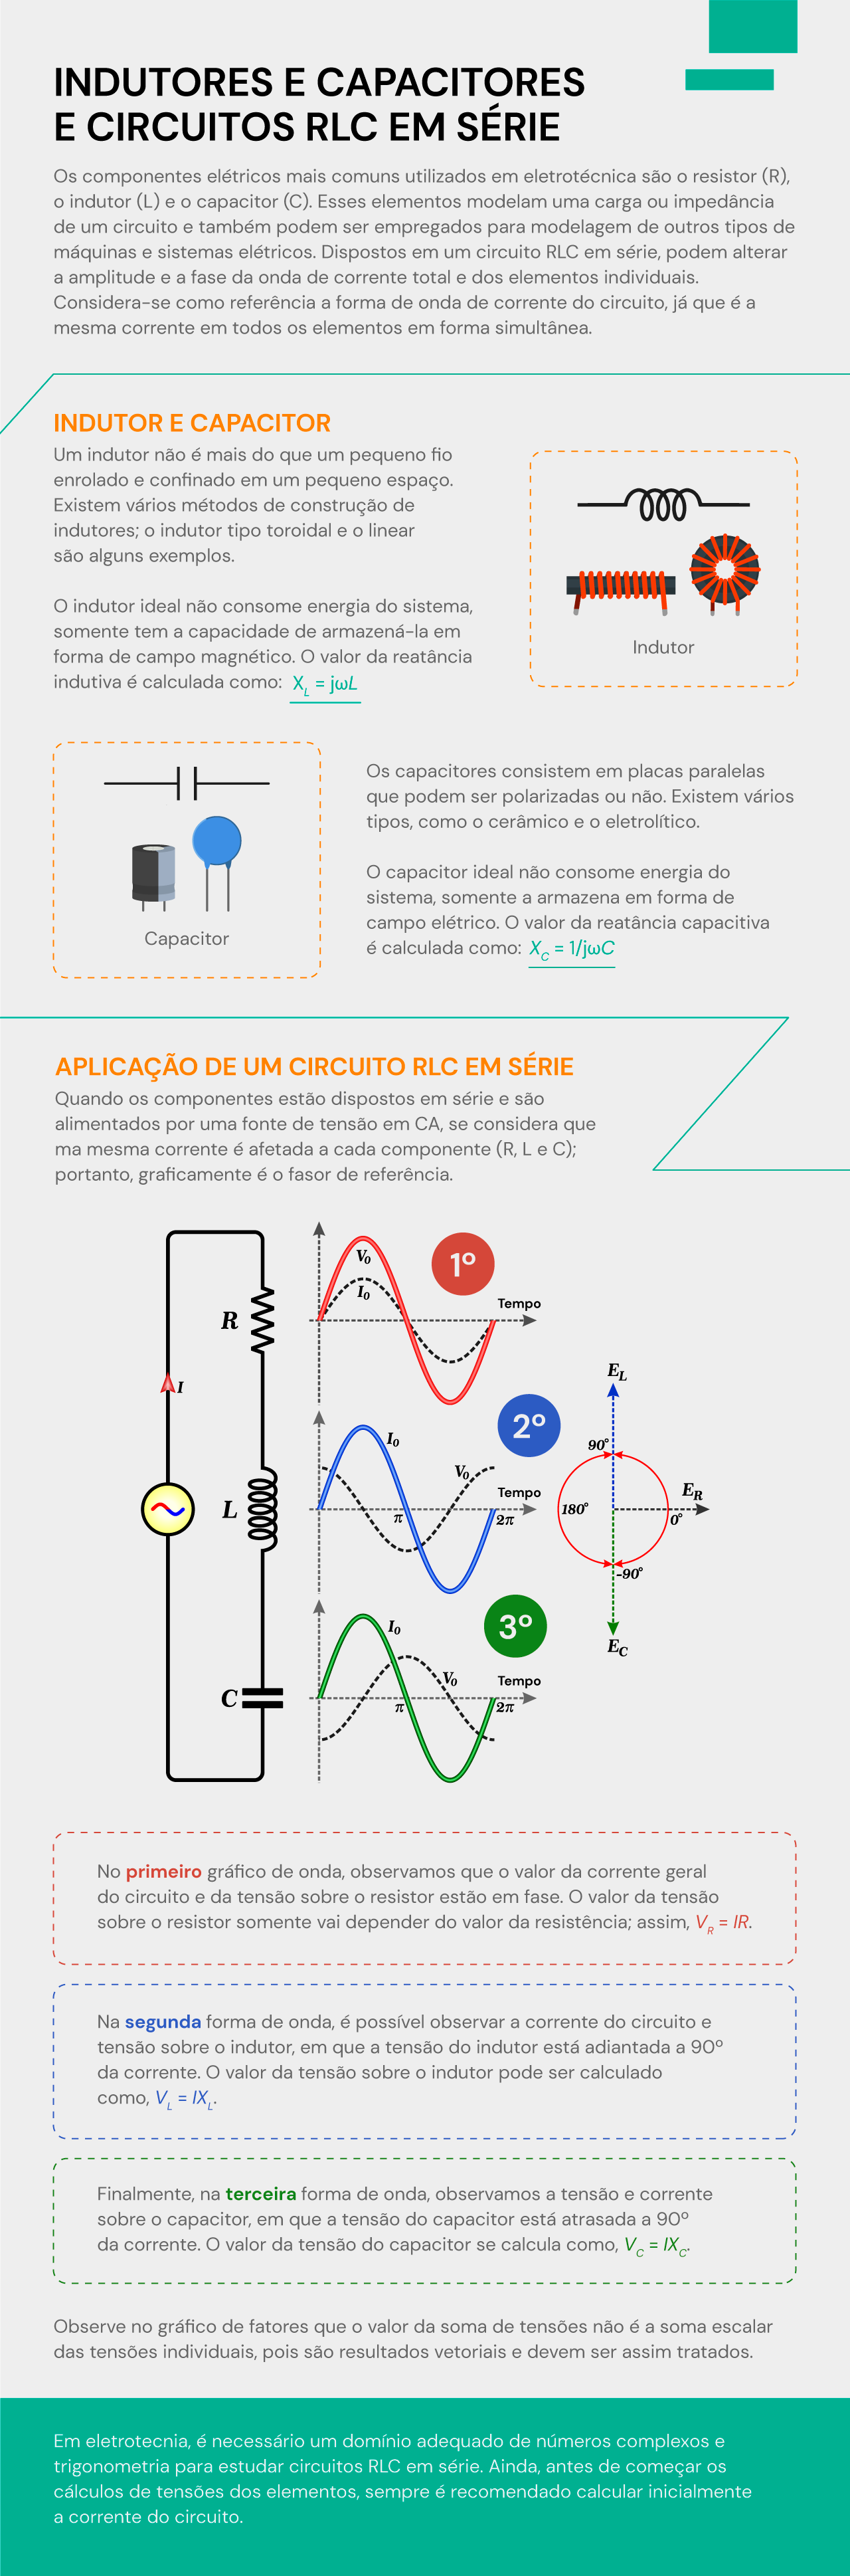 INDUTORES E CAPACITORES
E CIRCUITOS RLC EM SÉRIE
Os componentes elétricos mais comuns utilizados em eletrotécnica são o resistor (R),
o indutor (L) e o capacitor (C). Esses elementos modelam uma carga ou impedância
de um circuito e também podem ser empregados para modelagem de outros tipos de
máquinas e sistemas elétricos. Dispostos em um circuito RLC em série, podem alterar
a amplitude e a fase da onda de corrente total e dos elementos individuais.
Considera-se como referência a forma de onda de corrente do circuito, já que é a
mesma corrente em todos os elementos em forma simultânea.
INDUTOR E CAPACITOR
Um indutor não é mais do que um pequeno fio
enrolado e confinado em um pequeno espaço.
Existem vários métodos de construção de
indutores; o indutor tipo toroidal e o linear
são alguns exemplos.
O indutor ideal não consome energia do sistema,
somente tem a capacidade de armazená-la em
forma de campo magnético. O valor da reatância
indutiva é calculada como: X_L = jωL
Indutor
Capacitor
Os capacitores consistem em placas paralelas
que podem ser polarizadas ou não. Existem vários
tipos, como o cerâmico e o eletrolítico.
O capacitor ideal não consome energia do
sistema, somente a armazena em forma de
campo elétrico. O valor da reatância capacitiva
é calculada como: X_C = 1/jωC
APLICAÇÃO DE UM CIRCUITO RLC EM SÉRIE
Quando os componentes estão dispostos em série e são
alimentados por uma fonte de tensão em CA, se considera que
ma mesma corrente é afetada a cada componente (R, L e C);
portanto, graficamente é o fasor de referência.
R
I
L
C
V₀
I₀
1º
Tempo
I₀
2º
V₀
Tempo
π
2π
I₀
3º
V₀
Tempo
π
2π
E_L
90°
E_R
180°
0°
-90°
E_C
No primeiro gráfico de onda, observamos que o valor da corrente geral
do circuito e da tensão sobre o resistor estão em fase. O valor da tensão
sobre o resistor somente vai depender do valor da resistência; assim, V_R = IR.
Na segunda forma de onda, é possível observar a corrente do circuito e
tensão sobre o indutor, em que a tensão do indutor está adiantada a 90º
da corrente. O valor da tensão sobre o indutor pode ser calculado
como, V_L = IX_L.
Finalmente, na terceira forma de onda, observamos a tensão e corrente
sobre o capacitor, em que a tensão do capacitor está atrasada a 90º
da corrente. O valor da tensão do capacitor se calcula como, V_C = IX_C.
Observe no gráfico de fatores que o valor da soma de tensões não é a soma escalar
das tensões individuais, pois são resultados vetoriais e devem ser assim tratados.
Em eletrotecnia, é necessário um domínio adequado de números complexos e
trigonometria para estudar circuitos RLC em série. Ainda, antes de começar os
cálculos de tensões dos elementos, sempre é recomendado calcular inicialmente
a corrente do circuito.